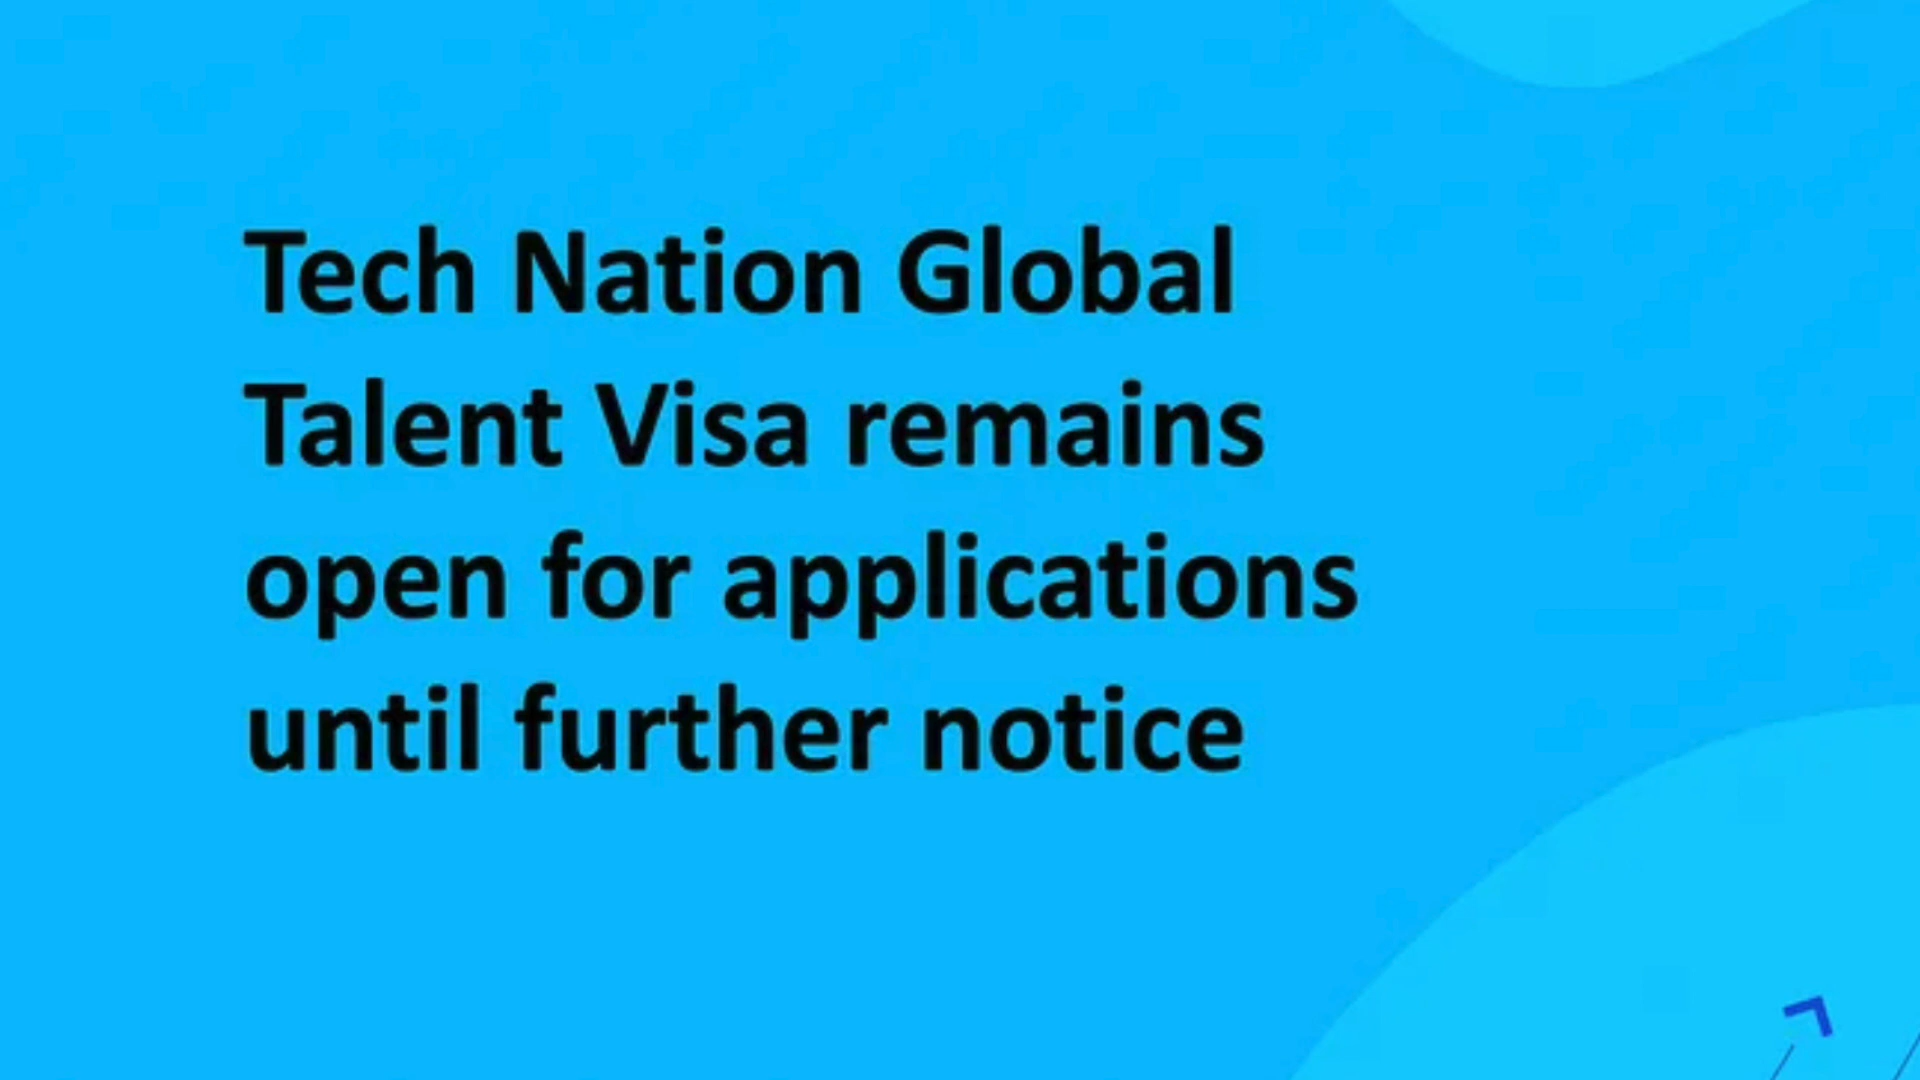 Tech Nation Global
Talent Visa remains
open for applications
until further notice